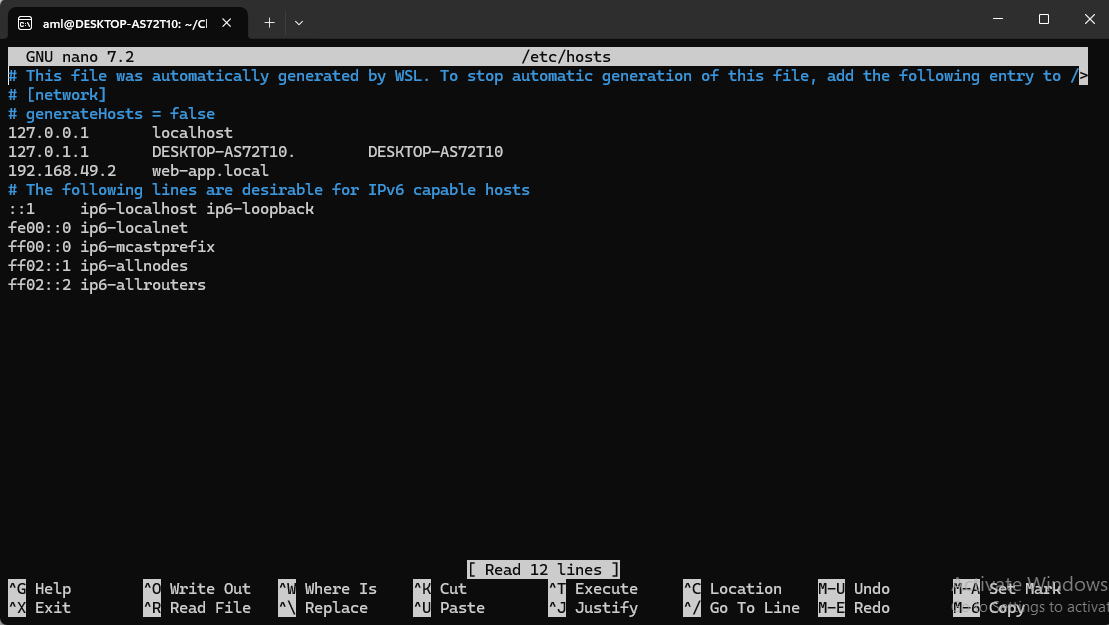 aml@DESKTOP-AS72T10: ~/Cl
GNU nano 7.2 /etc/hosts
# This file was automatically generated by WSL. To stop automatic generation of this file, add the following entry to />
# [network]
# generateHosts = false
127.0.0.1 localhost
127.0.1.1 DESKTOP-AS72T10. DESKTOP-AS72T10
192.168.49.2 web-app.local
# The following lines are desirable for IPv6 capable hosts
::1 ip6-localhost ip6-loopback
fe00::0 ip6-localnet
ff00::0 ip6-mcastprefix
ff02::1 ip6-allnodes
ff02::2 ip6-allrouters
[ Read 12 lines ]
^G Help ^O Write Out ^W Where Is ^K Cut ^T Execute ^C Location M-U Undo M-A Set Mark
^X Exit ^R Read File ^\ Replace ^U Paste ^J Justify ^/ Go To Line M-E Redo M-6 Copy
Activate Windows
Go to Settings to activat